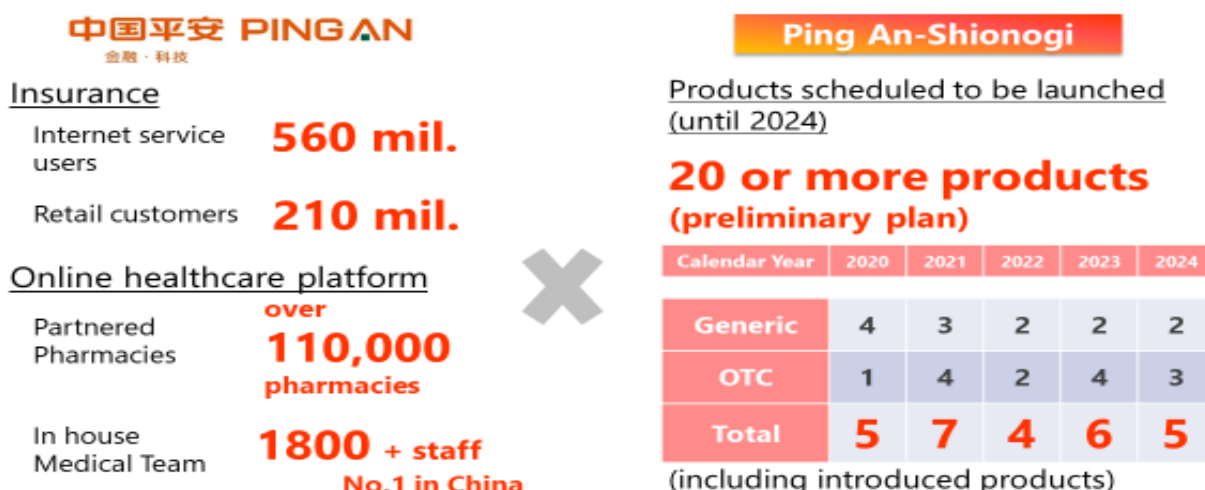 中国平安 PING AN
金融·科技
Insurance
Internet service
users
560 mil.
Retail customers
210 mil.
Online healthcare platform
Partnered
Pharmacies
over
110,000
pharmacies
In house
Medical Team
1800 + staff
No.1 in China
Ping An-Shionogi
Products scheduled to be launched
(until 2024)
20 or more products
(preliminary plan)
Calendar Year 2020 2021 2022 2023 2024
Generic 4 3 2 2 2
OTC 1 4 2 4 3
Total 5 7 4 6 5
(including introduced products)